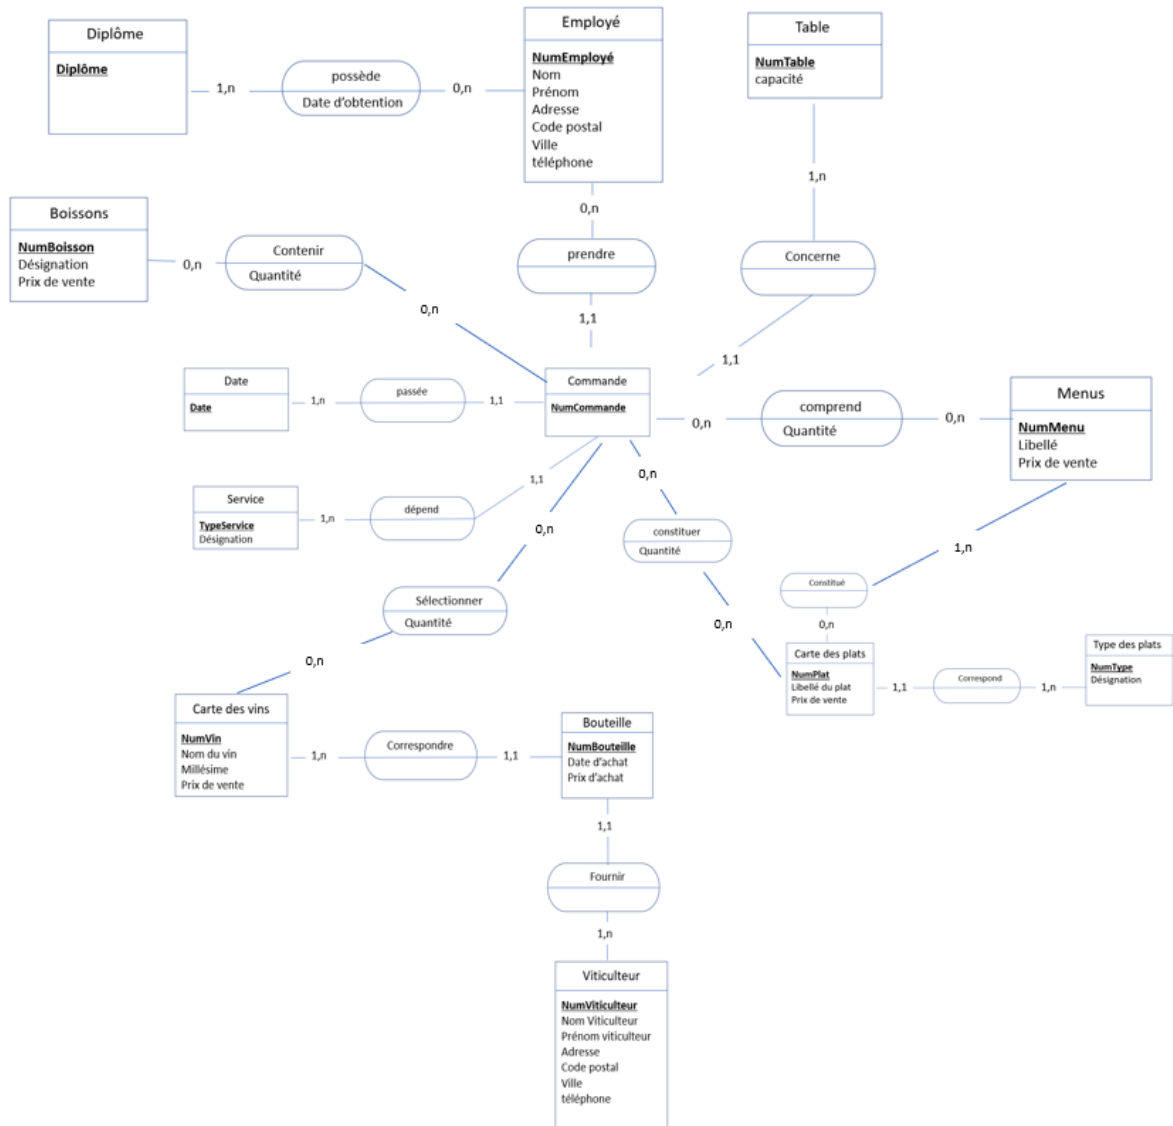 Diplôme
Diplôme
1,n
possède
Date d'obtention
0,n
Employé
NumEmployé
Nom
Prénom
Adresse
Code postal
Ville
téléphone
Table
NumTable
capacité
1,n
0,n
Boissons
NumBoisson
Désignation
Prix de vente
0,n
Contenir
Quantité
prendre
Concerne
0,n
1,1
1,1
Date
Date
1,n
passée
1,1
Commande
NumCommande
0,n
comprend
Quantité
0,n
Menus
NumMenu
Libellé
Prix de vente
1,1
0,n
Service
TypeService
Désignation
1,n
dépend
0,n
constituer
Quantité
1,n
Sélectionner
Quantité
Constitué
0,n
0,n
0,n
Carte des plats
NumPlat
Libellé du plat
Prix de vente
1,1
Correspond
1,n
Type des plats
NumType
Désignation
Carte des vins
NumVin
Nom du vin
Millésime
Prix de vente
1,n
Correspondre
1,1
Bouteille
NumBouteille
Date d'achat
Prix d'achat
1,1
Fournir
1,n
Viticulteur
NumViticulteur
Nom Viticulteur
Prénom viticulteur
Adresse
Code postal
Ville
téléphone